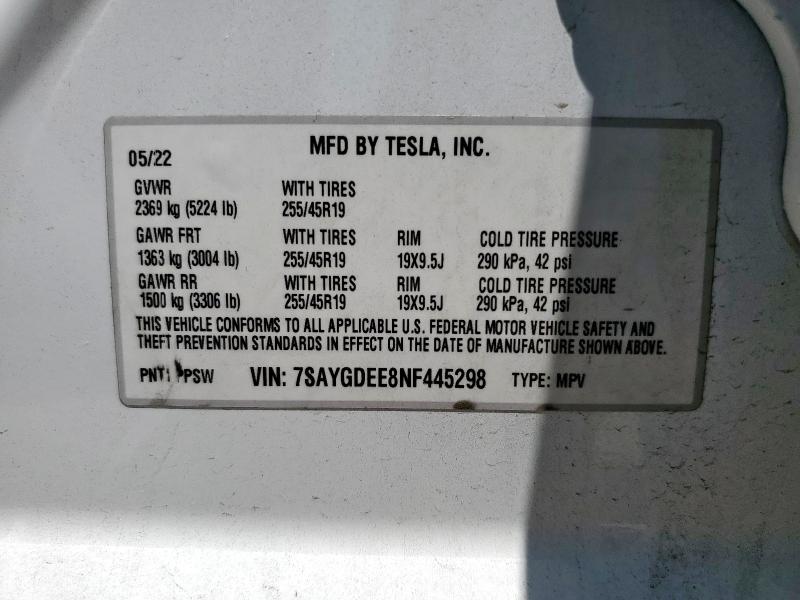 MFD BY TESLA, INC.
05/22
GVWR WITH TIRES
2369 kg (5224 lb) 255/45R19
GAWR FRT WITH TIRES RIM COLD TIRE PRESSURE
1363 kg (3004 lb) 255/45R19 19X9.5J 290 kPa, 42 psi
GAWR RR WITH TIRES RIM COLD TIRE PRESSURE
1500 kg (3306 lb) 255/45R19 19X9.5J 290 kPa, 42 psi
THIS VEHICLE CONFORMS TO ALL APPLICABLE U.S. FEDERAL MOTOR VEHICLE SAFETY AND
THEFT PREVENTION STANDARDS IN EFFECT ON THE DATE OF MANUFACTURE SHOWN ABOVE.
PNT: PPSW VIN: 7SAYGDEE8NF445298 TYPE: MPV